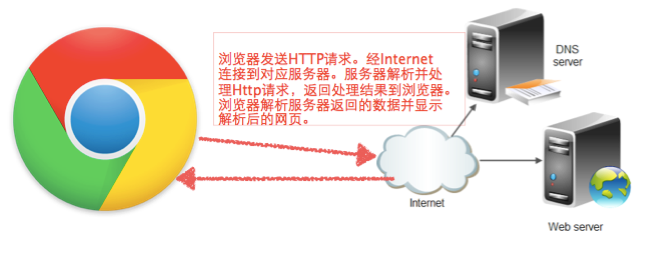 浏览器发送HTTP请求。经Internet
连接到对应服务器。服务器解析并处
理Http请求，返回处理结果到浏览器。
浏览器解析服务器返回的数据并显示
解析后的网页。
DNS
server
Internet
Web server